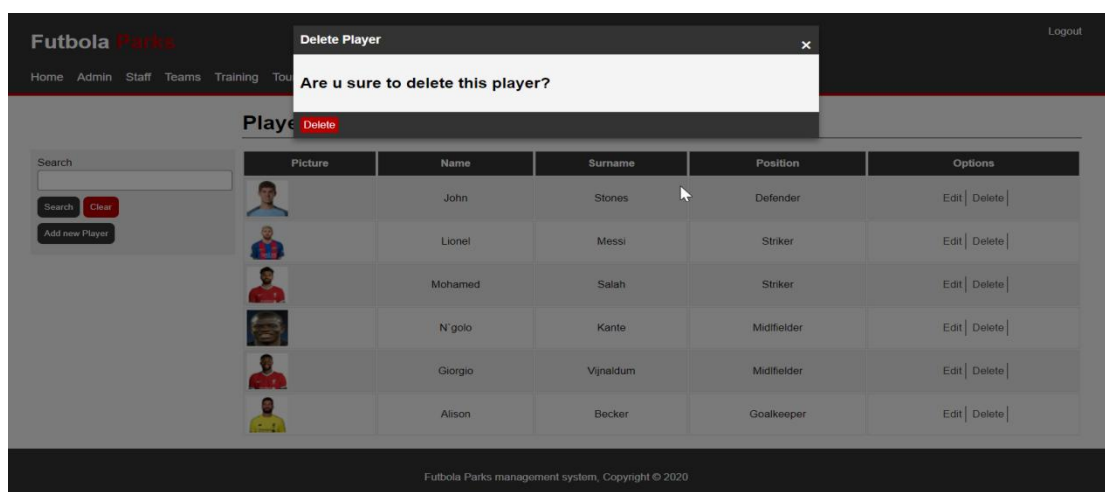 Futbola Parks
Logout
Home Admin Staff Teams Training Tou
Delete Player ×
Are u sure to delete this player?
Delete
Playe
Search
Search Clear
Add new Player
Picture Name Surname Position Options
John Stones Defender Edit Delete
Lionel Messi Striker Edit Delete
Mohamed Salah Striker Edit Delete
N`golo Kante Midlfielder Edit Delete
Giorgio Vijnaldum Midlfielder Edit Delete
Alison Becker Goalkeeper Edit Delete
Futbola Parks management system, Copyright © 2020